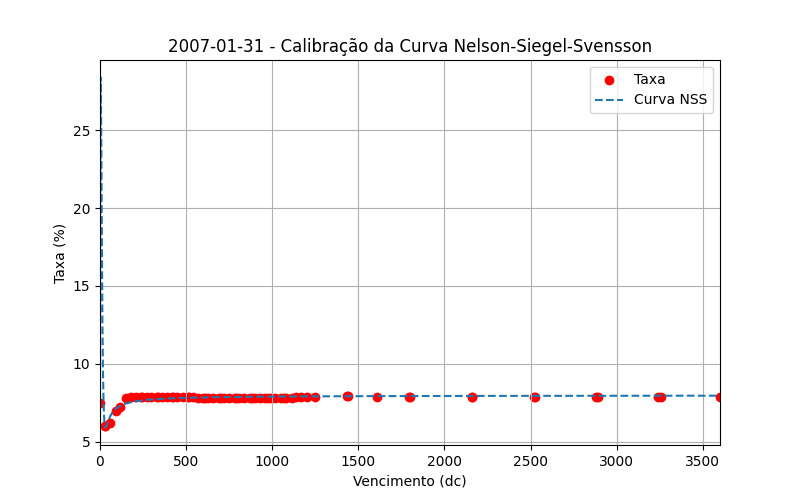 2007-01-31 - Calibração da Curva Nelson-Siegel-Svensson
Taxa
Curva NSS
Taxa (%)
25
20
15
10
5
0 500 1000 1500 2000 2500 3000 3500
Vencimento (dc)